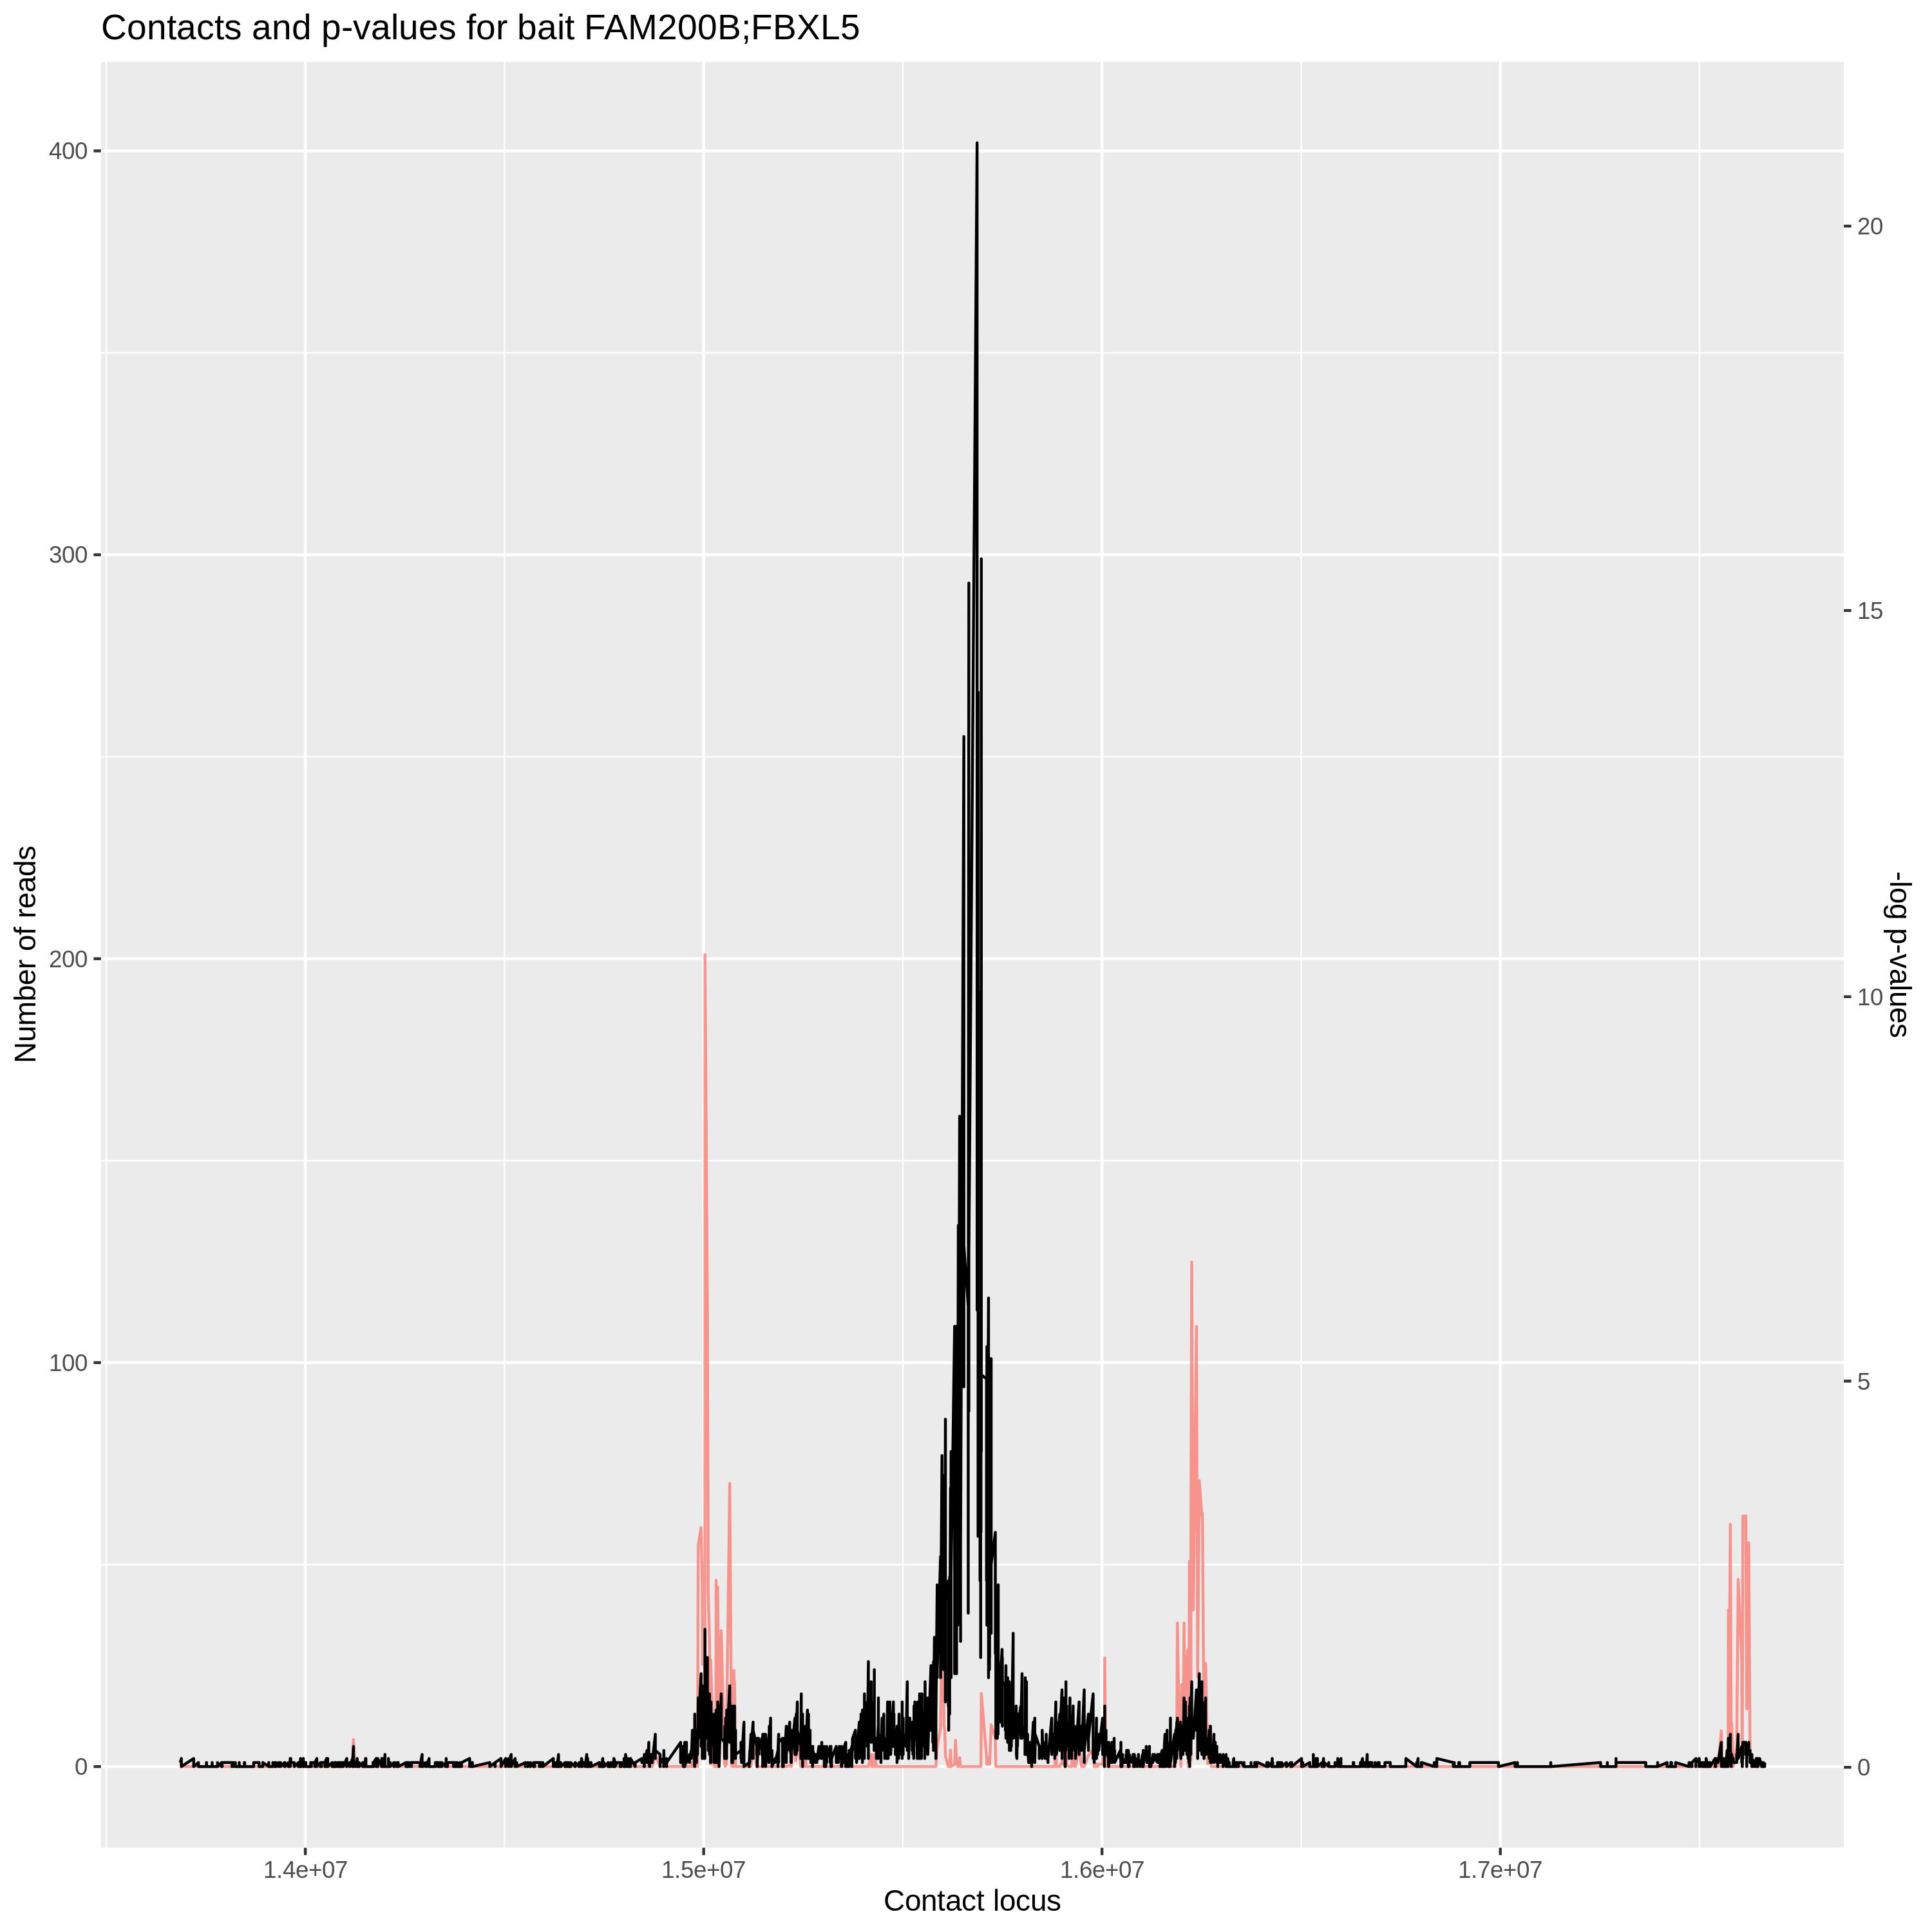 Contacts and p-values for bait FAM200B;FBXL5
400
300
200
100
0
Number of reads
20
15
10
5
0
-log p-values
1.4e+07
1.5e+07
1.6e+07
1.7e+07
Contact locus